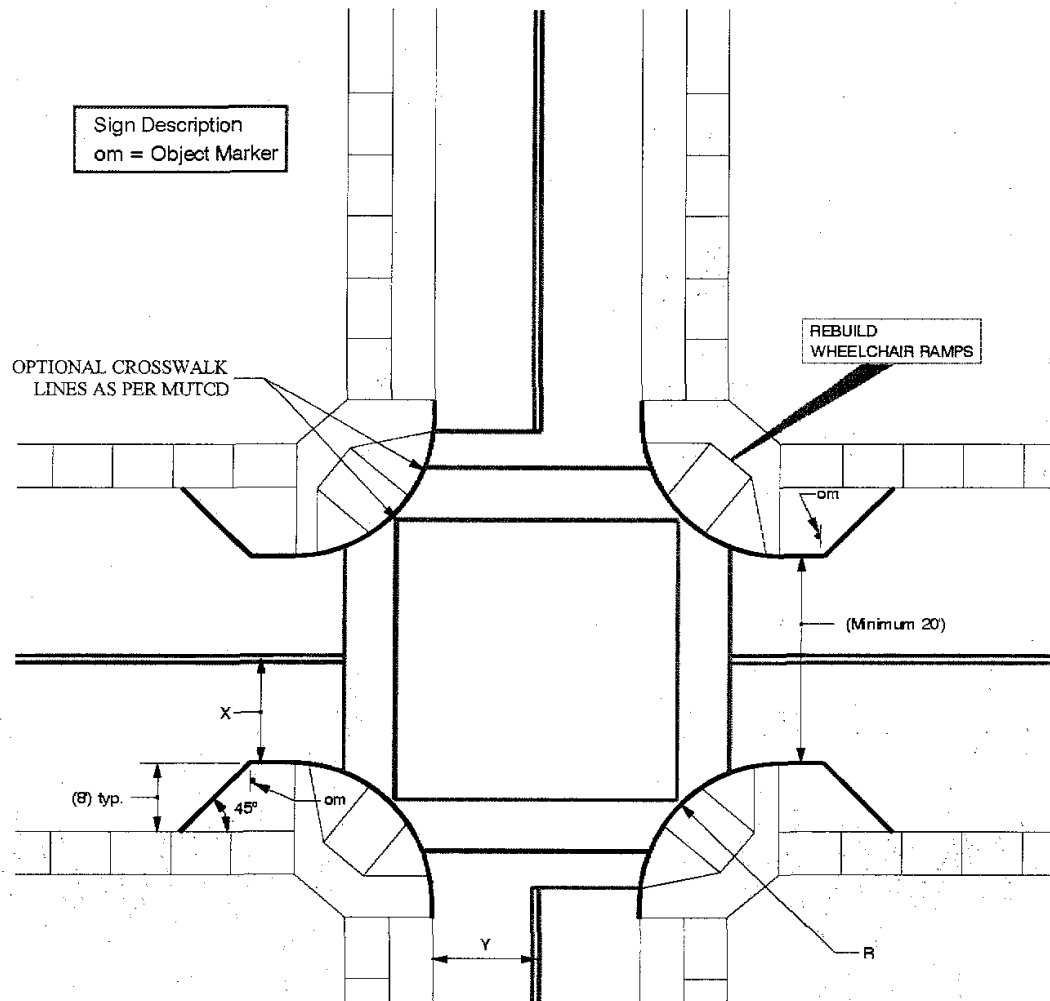 Sign Description
om = Object Marker
REBUILD
WHEELCHAIR RAMPS
OPTIONAL CROSSWALK
LINES AS PER MUTCD
om
(Minimum 20')
X
(8') typ.
45°
om
Y
R